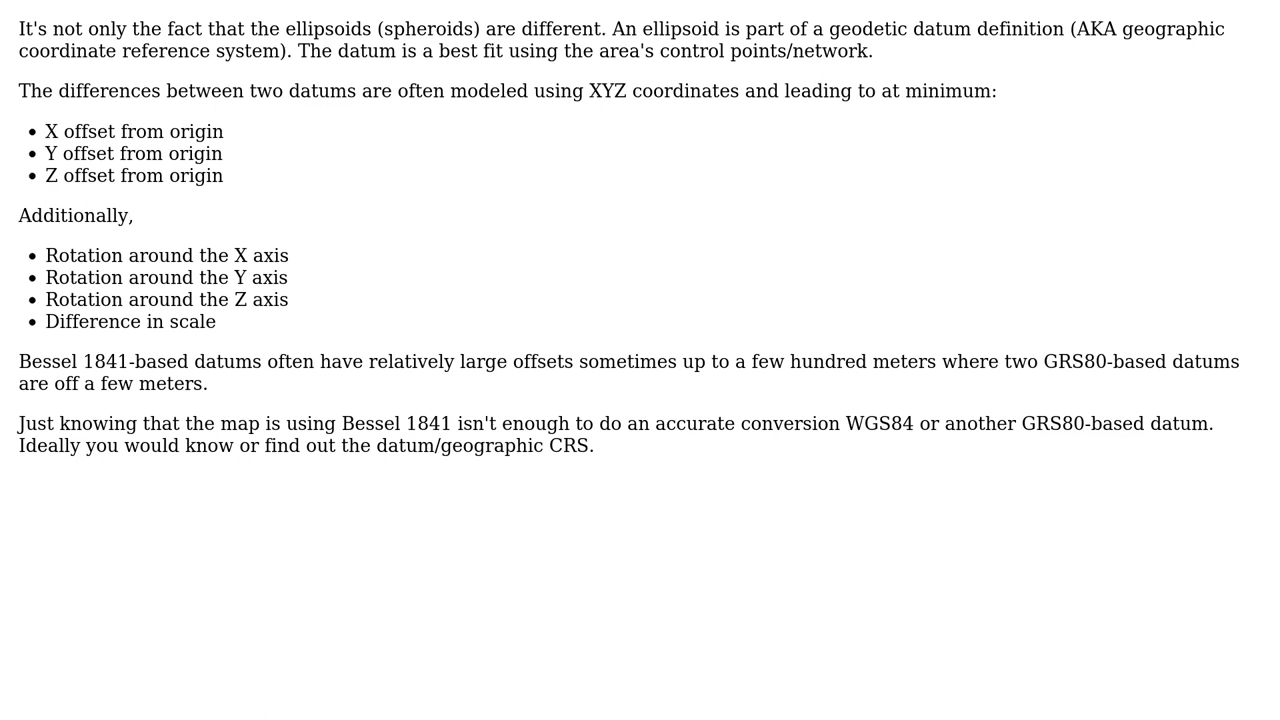 It's not only the fact that the ellipsoids (spheroids) are different. An ellipsoid is part of a geodetic datum definition (AKA geographic
coordinate reference system). The datum is a best fit using the area's control points/network.
The differences between two datums are often modeled using XYZ coordinates and leading to at minimum:
• X offset from origin
• Y offset from origin
• Z offset from origin
Additionally,
• Rotation around the X axis
• Rotation around the Y axis
• Rotation around the Z axis
• Difference in scale
Bessel 1841-based datums often have relatively large offsets sometimes up to a few hundred meters where two GRS80-based datums
are off a few meters.
Just knowing that the map is using Bessel 1841 isn't enough to do an accurate conversion WGS84 or another GRS80-based datum.
Ideally you would know or find out the datum/geographic CRS.